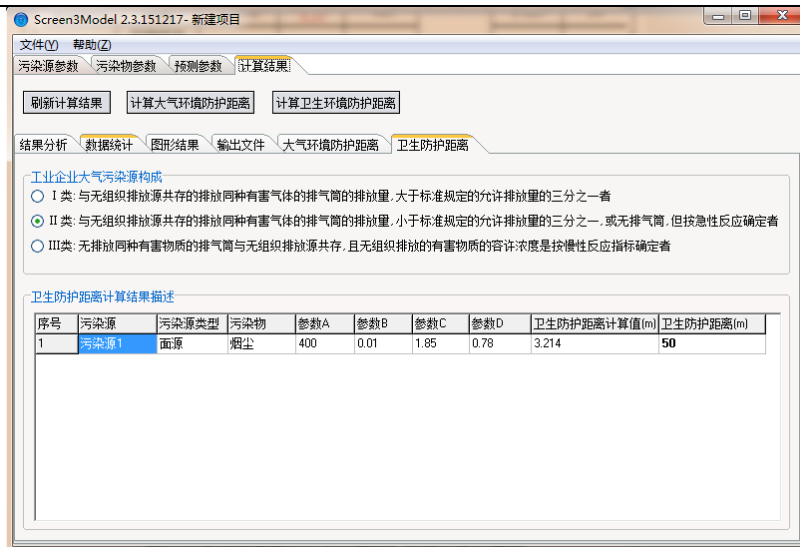 Screen3Model 2.3.151217- 新建项目
文件(Y) 帮助(Z)
污染源参数 污染物参数 预测参数 计算结果
刷新计算结果 计算大气环境防护距离 计算卫生环境防护距离
结果分析 数据统计 图形结果 输出文件 大气环境防护距离 卫生防护距离
工业企业大气污染源构成
I 类: 与无组织排放源共存的排放同种有害气体的排气筒的排放量,大于标准规定的允许排放量的三分之一者
II 类: 与无组织排放源共存的排放同种有害气体的排气筒的排放量,小于标准规定的允许排放量的三分之一,或无排气筒,但按急性反应确定者
III类: 无排放同种有害物质的排气筒与无组织排放源共存,且无组织排放的有害物质的容许浓度是按慢性反应指标确定者
卫生防护距离计算结果描述
序号 污染源 污染源类型 污染物 参数A 参数B 参数C 参数D 卫生防护距离计算值(m) 卫生防护距离(m)
1 污染源1 面源 烟尘 400 0.01 1.85 0.78 3.214 50